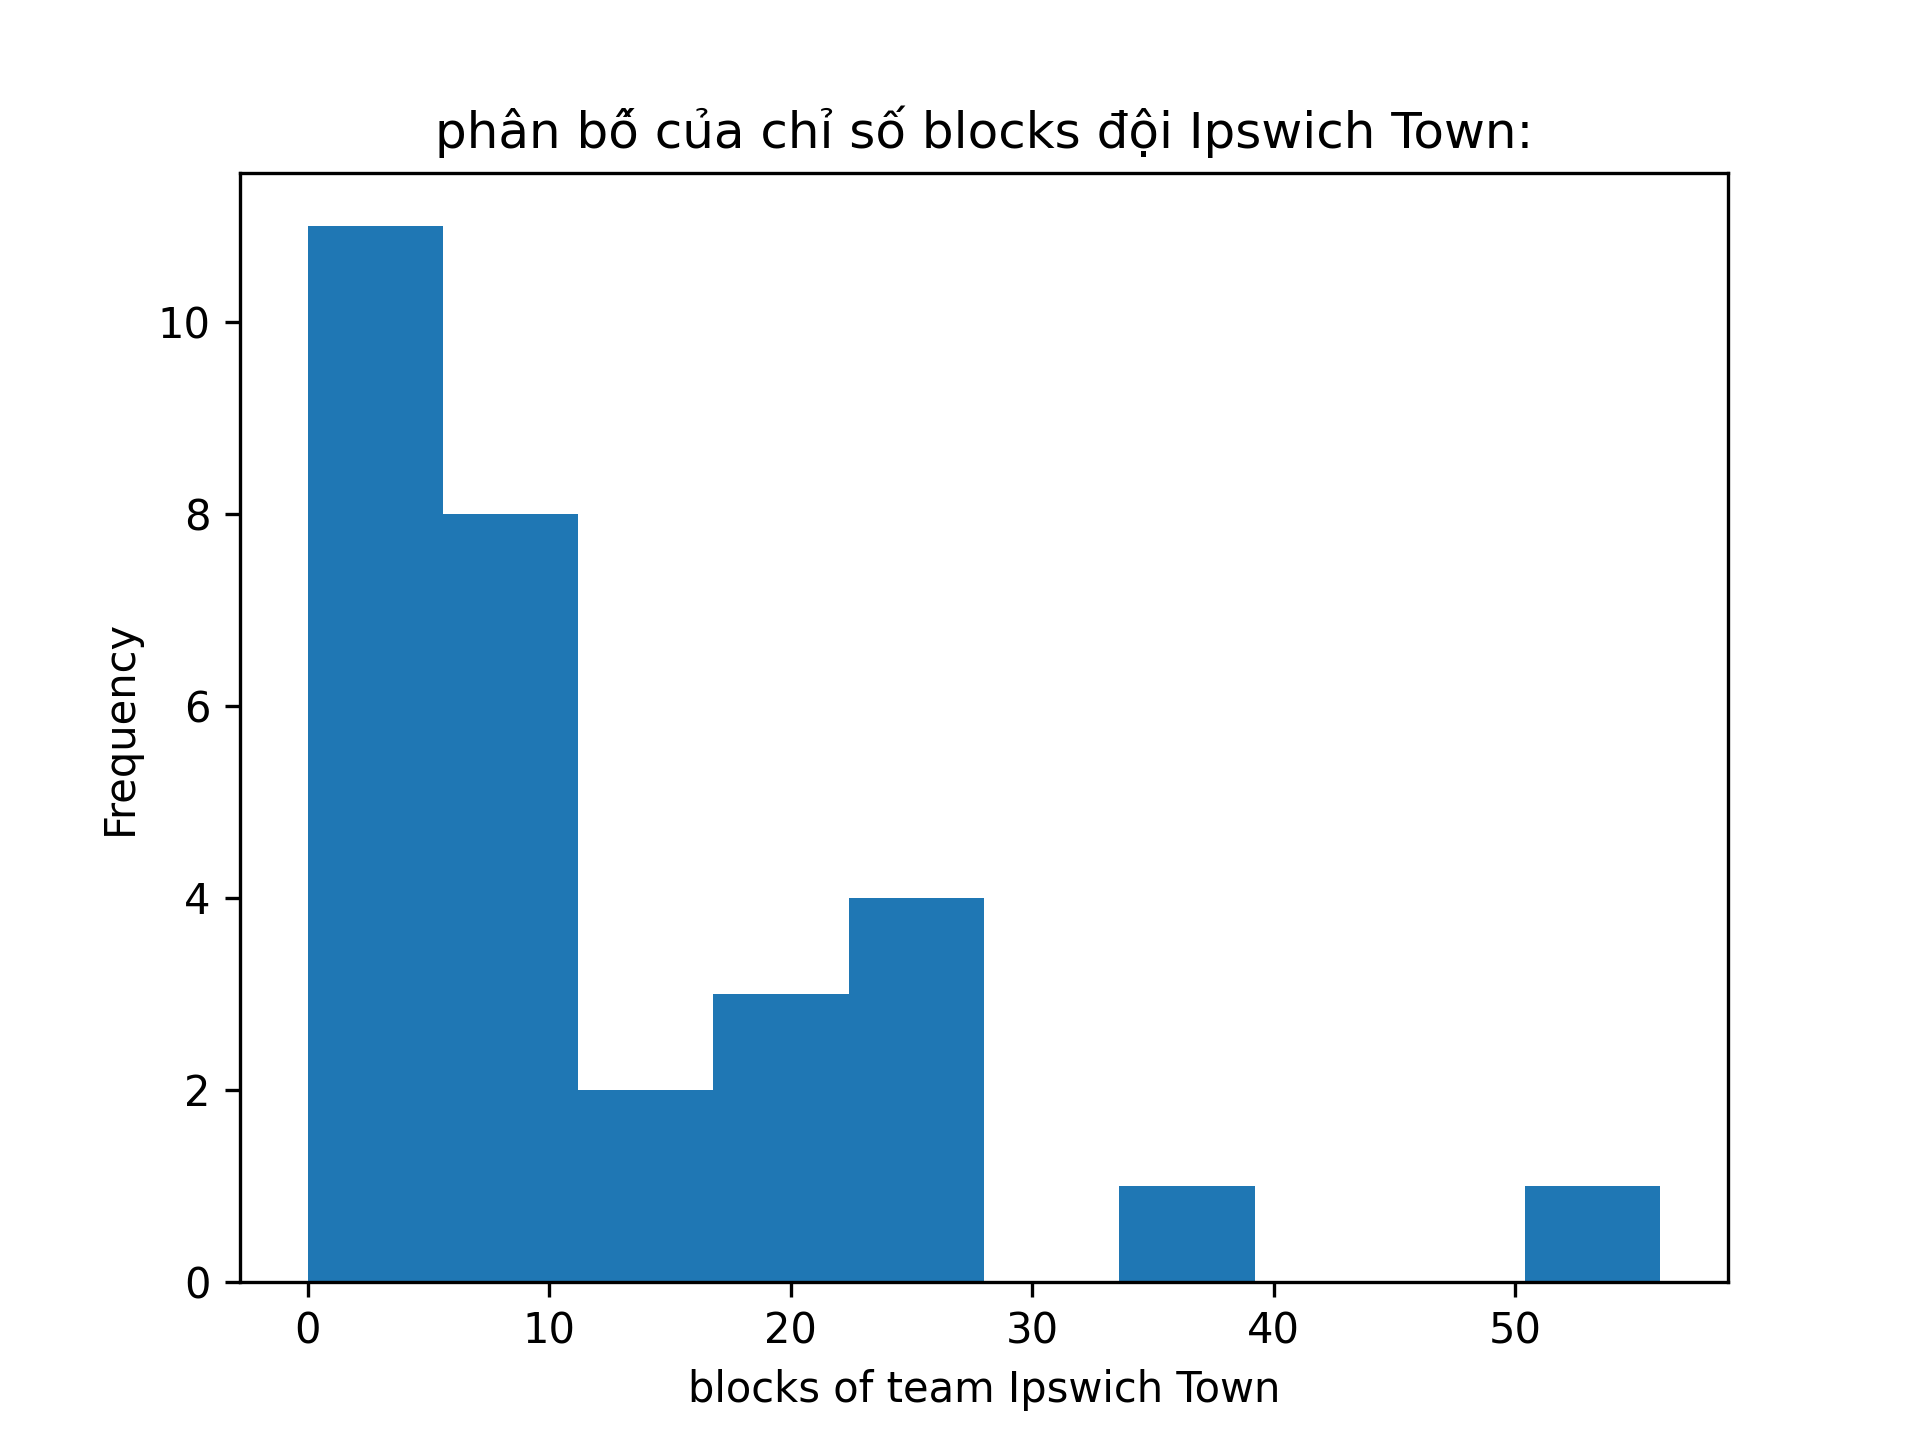 phân bố của chỉ số blocks đội Ipswich Town:
10
8
6
4
2
0
Frequency
0 10 20 30 40 50
blocks of team Ipswich Town